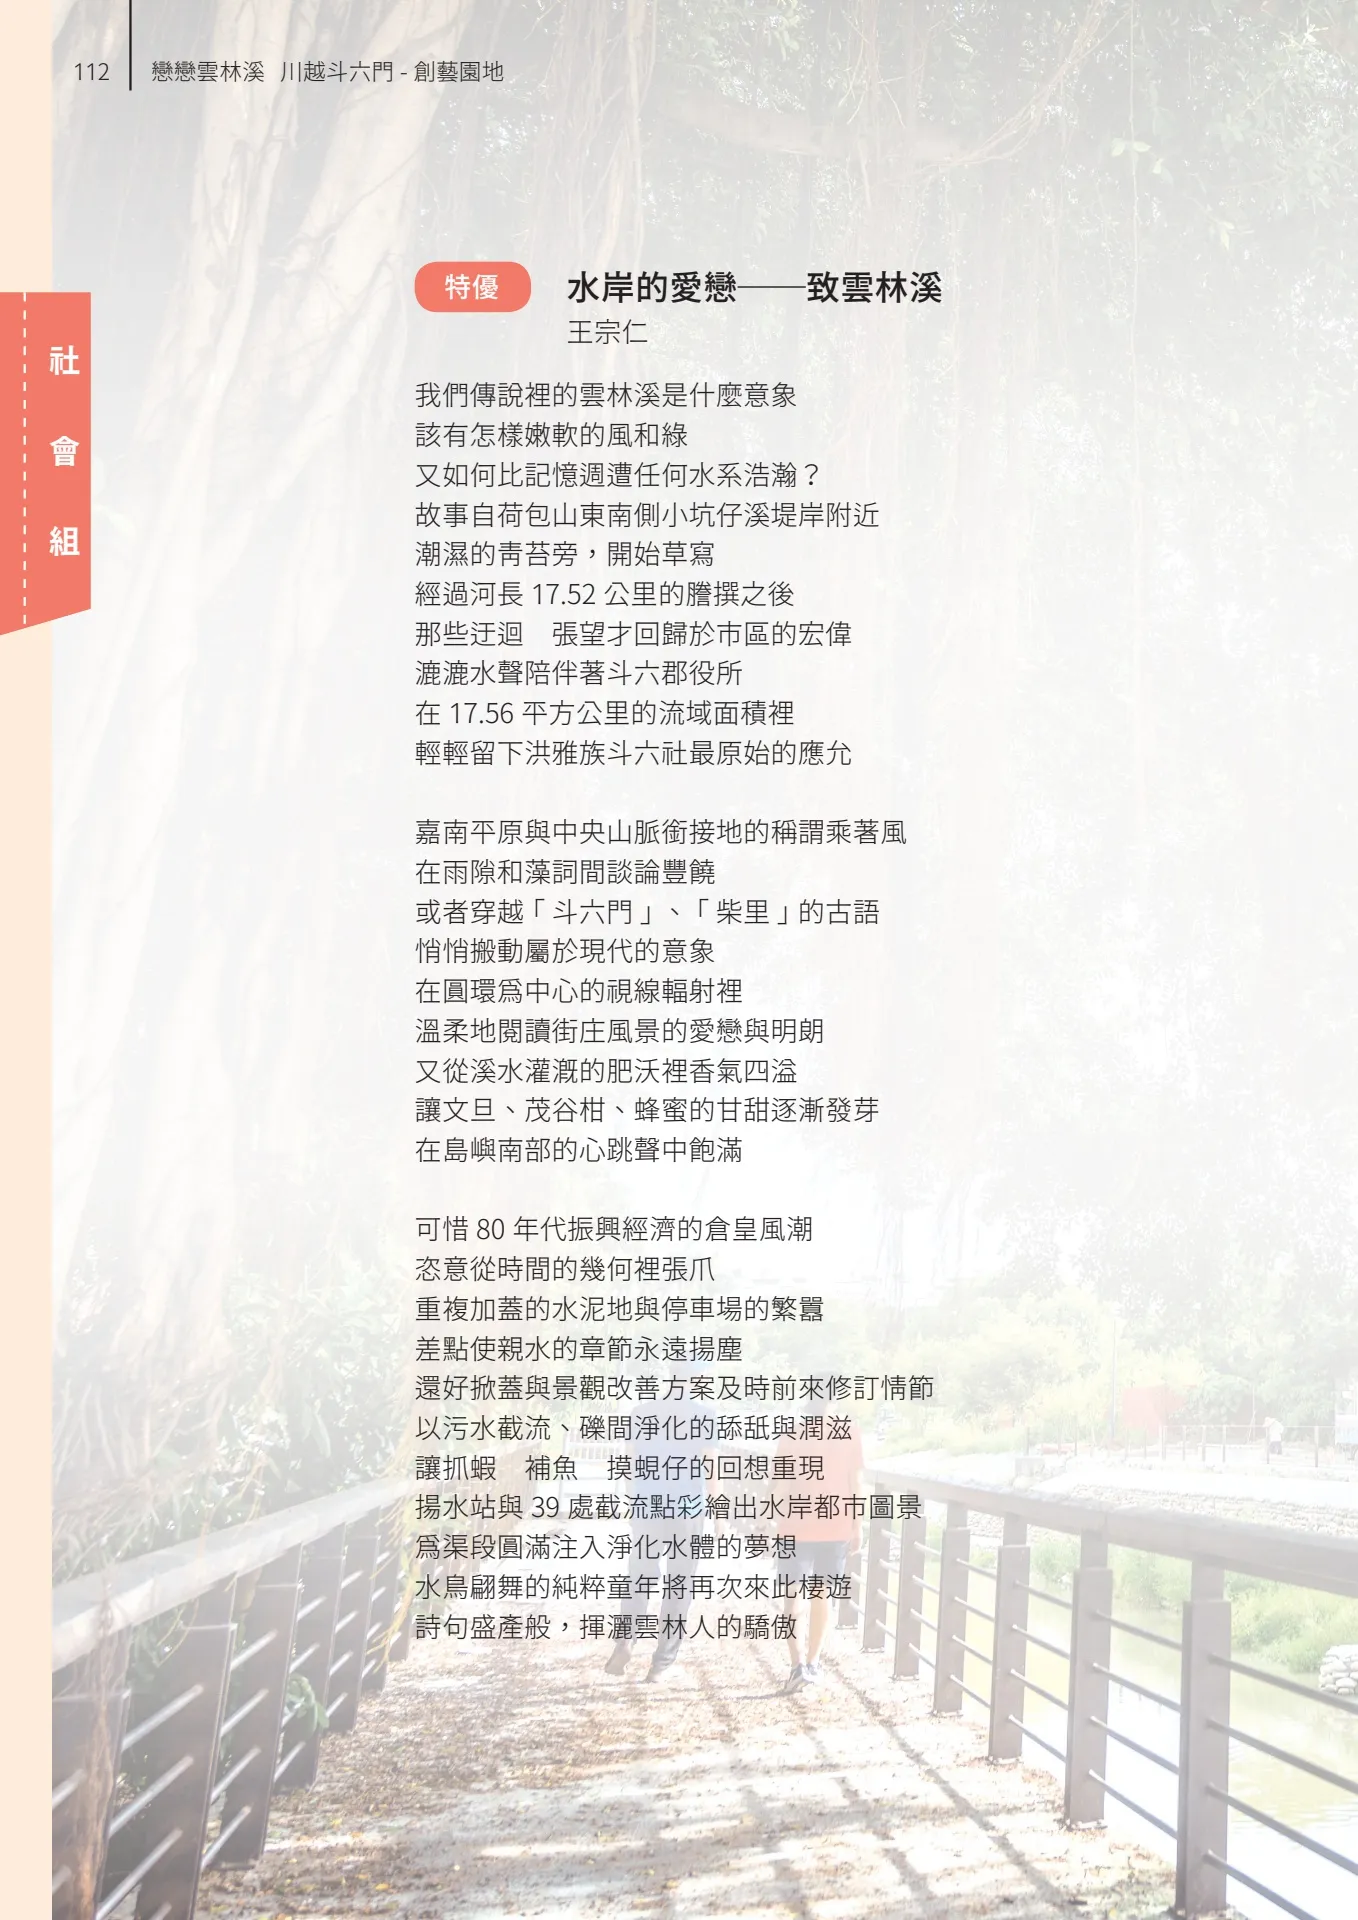 112
戀戀雲林溪 川越斗六門 - 創藝園地
社會組
特優
水岸的愛戀──致雲林溪
王宗仁
我們傳說裡的雲林溪是什麼意象
該有怎樣嫩軟的風和綠
又如何比記憶週遭任何水系浩瀚？
故事自荷包山東南側小坑仔溪堤岸附近
潮濕的青苔旁，開始草寫
經過河長 17.52 公里的謄撰之後
那些迂迴　張望才回歸於市區的宏偉
漉漉水聲陪伴著斗六郡役所
在 17.56 平方公里的流域面積裡
輕輕留下洪雅族斗六社最原始的應允
嘉南平原與中央山脈銜接地的稱謂乘著風
在雨隙和藻詞間談論豐饒
或者穿越「斗六門」、「柴里」的古語
悄悄搬動屬於現代的意象
在圓環為中心的視線輻射裡
溫柔地閱讀街庄風景的愛戀與明朗
又從溪水灌溉的肥沃裡香氣四溢
讓文旦、茂谷柑、蜂蜜的甘甜逐漸發芽
在島嶼南部的心跳聲中飽滿
可惜 80 年代振興經濟的倉皇風潮
恣意從時間的幾何裡張爪
重複加蓋的水泥地與停車場的繁囂
差點使親水的章節永遠揚塵
還好掀蓋與景觀改善方案及時前來修訂情節
以污水截流、礫間淨化的舔舐與潤滋
讓抓蝦　補魚　摸蜆仔的回想重現
揚水站與 39 處截流點彩繪出水岸都市圖景
為渠段圓滿注入淨化水體的夢想
水鳥翩舞的純粹童年將再次來此棲遊
詩句盛產般，揮灑雲林人的驕傲